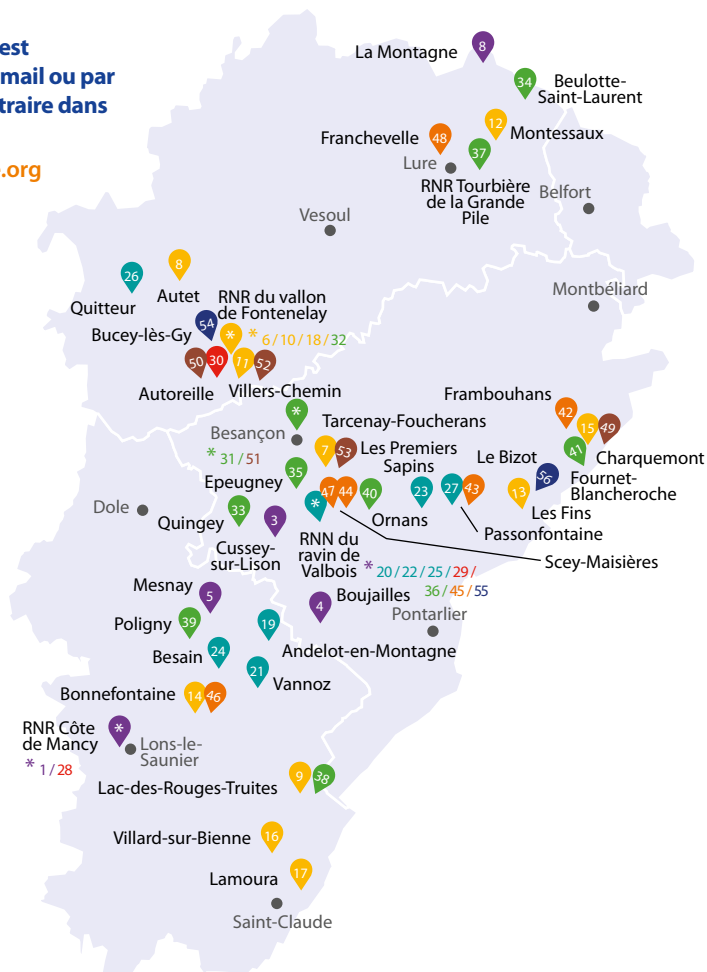 est
mail ou par
traire dans
.org
La Montagne
8
34
Beulotte-
Saint-Laurent
12
Montessaux
Franchevelle
48
37
Lure
RNR Tourbière
de la Grande
Pile
Belfort
Vesoul
26
8
Quitteur
Autet
RNR du vallon
de Fontenelay
Montbéliard
Bucey-lès-Gy
54
*
* 6 / 10 / 18 / 32
50
30
11
52
Autoreille
Villers-Chemin
Frambouhans
42
*
Besançon
* 31 / 51
Tarcenay-Foucherans
7
53
Les Premiers
Sapins
15
49
Charquemont
41
Fournet-
Blancheroche
Le Bizot
56
Epeugney
35
47
44
40
23
27
43
13
Les Fins
Dole
Quingey
33
3
*
Ornans
Passonfontaine
Cussey-
sur-Lison
RNN du
ravin de
Valbois
* 20 / 22 / 25 / 29 /
36 / 45 / 55
Scey-Maisières
Mesnay
5
4
Boujailles
Pontarlier
Poligny
39
19
Andelot-en-Montagne
Besain
24
21
Vannoz
Bonnefontaine
14
46
RNR Côte
de Mancy
*
* 1 / 28
Lons-le-
Saunier
Lac-des-Rouges-Truites
9
38
Villard-sur-Bienne
16
Lamoura
17
Saint-Claude